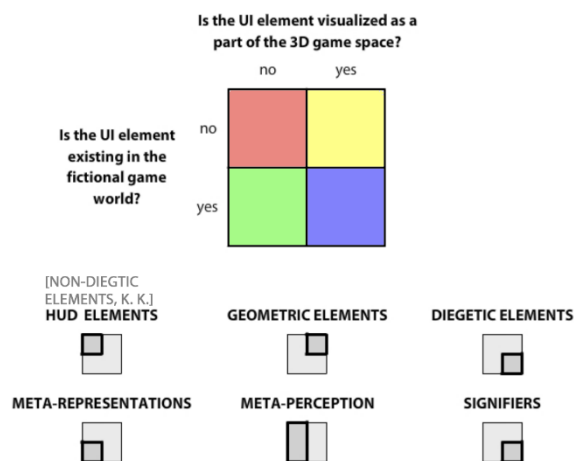 Is the UI element visualized as a
part of the 3D game space?
no yes
Is the UI element
existing in the
fictional game
world?
no
yes
[NON-DIEGTIC
ELEMENTS, K. K.]
HUD ELEMENTS GEOMETRIC ELEMENTS DIEGETIC ELEMENTS
META-REPRESENTATIONS META-PERCEPTION SIGNIFIERS